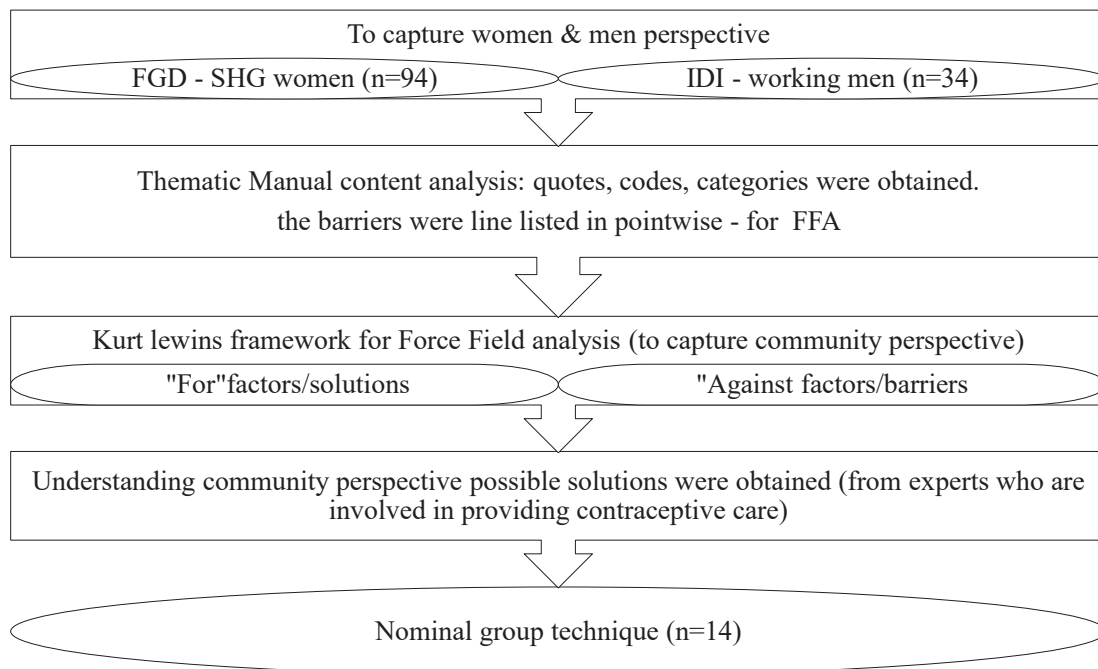 To capture women & men perspective
FGD - SHG women (n=94)
IDI - working men (n=34)
Thematic Manual content analysis: quotes, codes, categories were obtained.
the barriers were line listed in pointwise - for FFA
Kurt lewins framework for Force Field analysis (to capture community perspective)
"For"factors/solutions
"Against factors/barriers
Understanding community perspective possible solutions were obtained (from experts who are
involved in providing contraceptive care)
Nominal group technique (n=14)